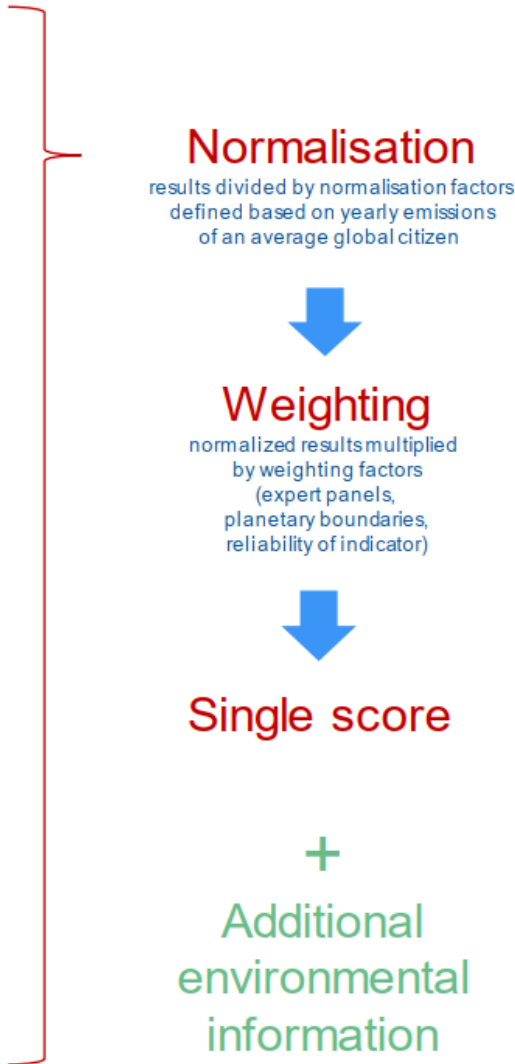 Normalisation
results divided by normalisation factors
defined based on yearly emissions
of an average global citizen
Weighting
normalized results multiplied
by weighting factors
(expert panels,
planetary boundaries,
reliability of indicator)
Single score
+
Additional
environmental
information